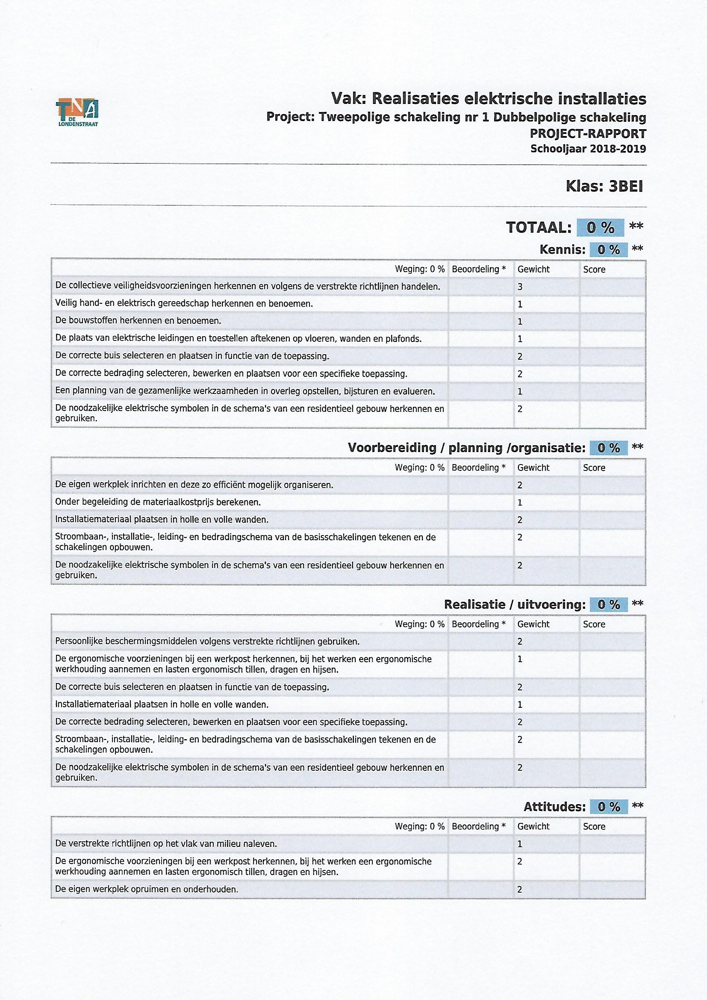 TNA
DE
LONDENSTRAAT
Vak: Realisaties elektrische installaties
Project: Tweepolige schakeling nr 1 Dubbelpolige schakeling
PROJECT-RAPPORT
Schooljaar 2018-2019
Klas: 3BEI
TOTAAL: 0 % **
Kennis: 0 % **
Weging: 0 % Beoordeling * Gewicht Score
De collectieve veiligheidsvoorzieningen herkennen en volgens de verstrekte richtlijnen handelen. 3
Veilig hand- en elektrisch gereedschap herkennen en benoemen. 1
De bouwstoffen herkennen en benoemen. 1
De plaats van elektrische leidingen en toestellen aftekenen op vloeren, wanden en plafonds. 1
De correcte buis selecteren en plaatsen in functie van de toepassing. 2
De correcte bedrading selecteren, bewerken en plaatsen voor een specifieke toepassing. 2
Een planning van de gezamenlijke werkzaamheden in overleg opstellen, bijsturen en evalueren. 1
De noodzakelijke elektrische symbolen in de schema's van een residentieel gebouw herkennen en 2
gebruiken.
Voorbereiding / planning /organisatie: 0 % **
Weging: 0 % Beoordeling * Gewicht Score
De eigen werkplek inrichten en deze zo efficiënt mogelijk organiseren. 2
Onder begeleiding de materiaalkostprijs berekenen. 1
Installatiemateriaal plaatsen in holle en volle wanden. 2
Stroombaan-, installatie-, leiding- en bedradingschema van de basisschakelingen tekenen en de 2
schakelingen opbouwen.
De noodzakelijke elektrische symbolen in de schema's van een residentieel gebouw herkennen en 2
gebruiken.
Realisatie / uitvoering: 0 % **
Weging: 0 % Beoordeling * Gewicht Score
Persoonlijke beschermingsmiddelen volgens verstrekte richtlijnen gebruiken. 2
De ergonomische voorzieningen bij een werkpost herkennen, bij het werken een ergonomische 1
werkhouding aannemen en lasten ergonomisch tillen, dragen en hijsen.
De correcte buis selecteren en plaatsen in functie van de toepassing. 2
Installatiemateriaal plaatsen in holle en volle wanden. 1
De correcte bedrading selecteren, bewerken en plaatsen voor een specifieke toepassing. 2
Stroombaan-, installatie-, leiding- en bedradingschema van de basisschakelingen tekenen en de 2
schakelingen opbouwen.
De noodzakelijke elektrische symbolen in de schema's van een residentieel gebouw herkennen en 2
gebruiken.
Attitudes: 0 % **
Weging: 0 % Beoordeling * Gewicht Score
De verstrekte richtlijnen op het vlak van milieu naleven. 1
De ergonomische voorzieningen bij een werkpost herkennen, bij het werken een ergonomische 2
werkhouding aannemen en lasten ergonomisch tillen, dragen en hijsen.
De eigen werkplek opruimen en onderhouden. 2